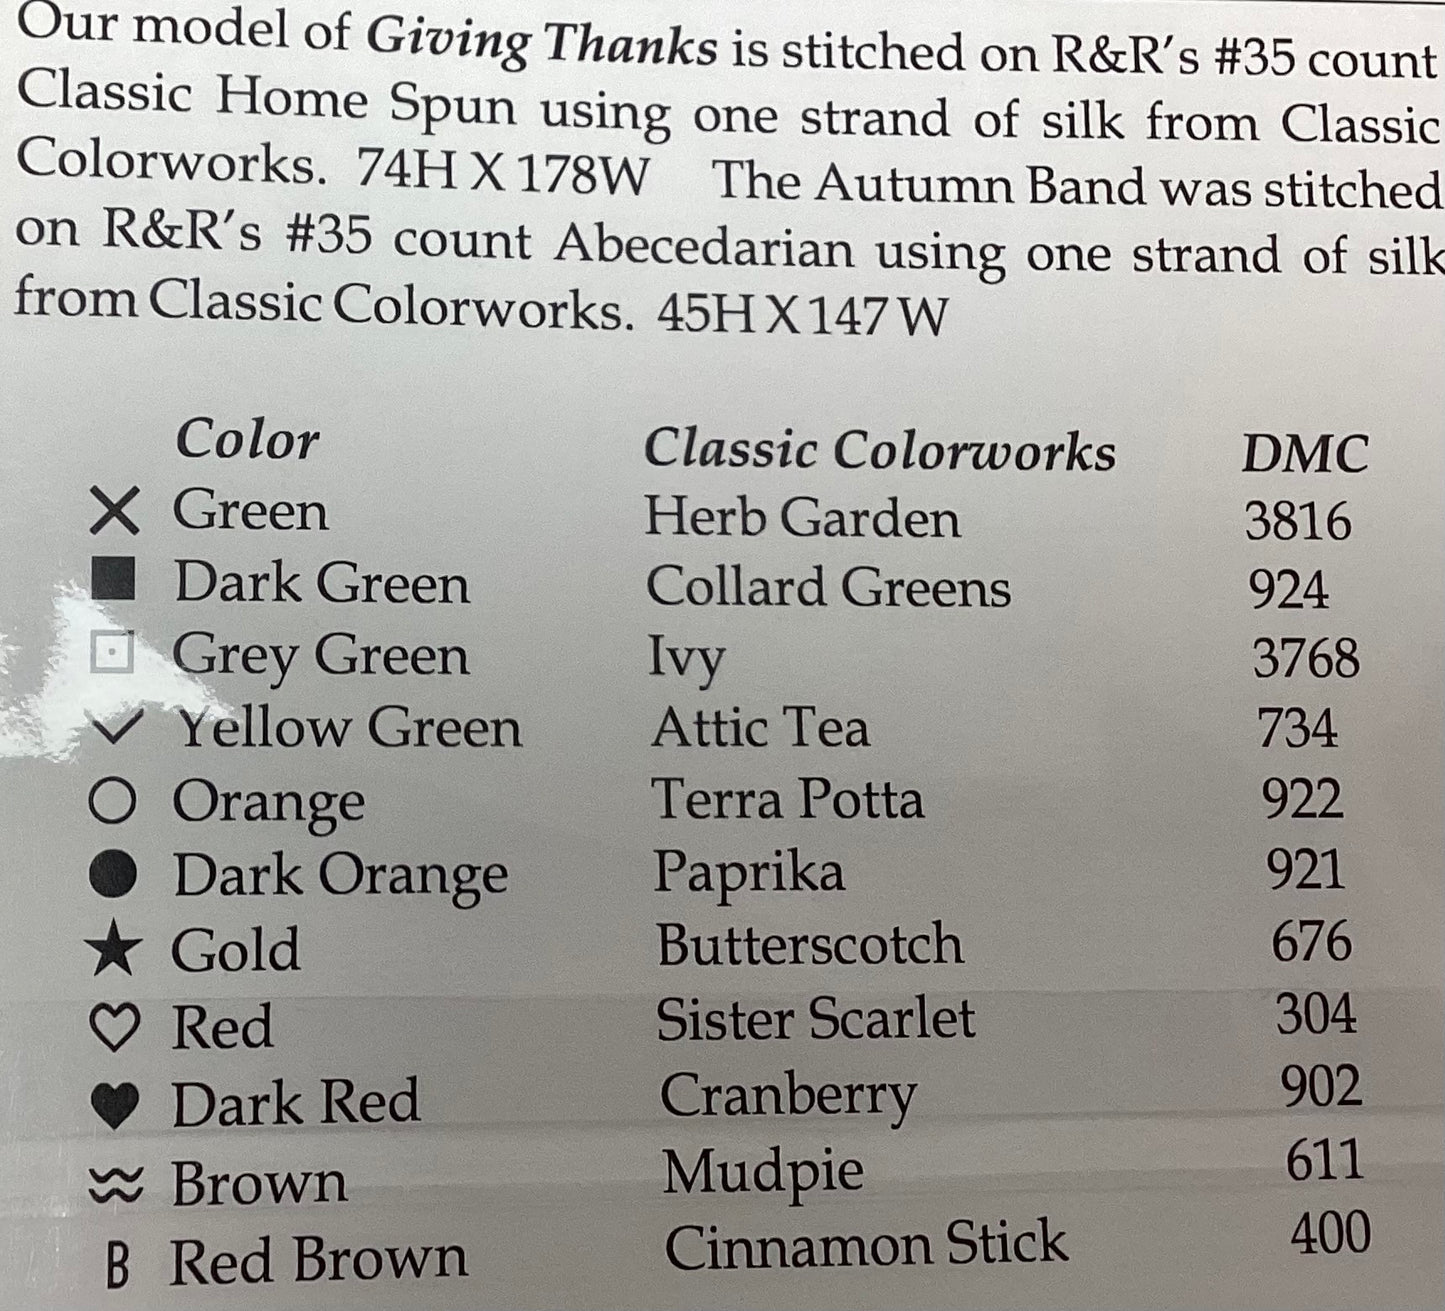 Our model of Giving Thanks is stitched on R&R's #35 count
Classic Home Spun using one strand of silk from Classic
Colorworks. 74H X 178W The Autumn Band was stitched
on R&R's #35 count Abecedarian using one strand of silk
from Classic Colorworks. 45H X 147 W
Color Classic Colorworks DMC
Green Herb Garden 3816
Dark Green Collard Greens 924
Grey Green Ivy 3768
Yellow Green Attic Tea 734
Orange Terra Potta 922
Dark Orange Paprika 921
Gold Butterscotch 676
Red Sister Scarlet 304
Dark Red Cranberry 902
Brown Mudpie 611
B Red Brown Cinnamon Stick 400